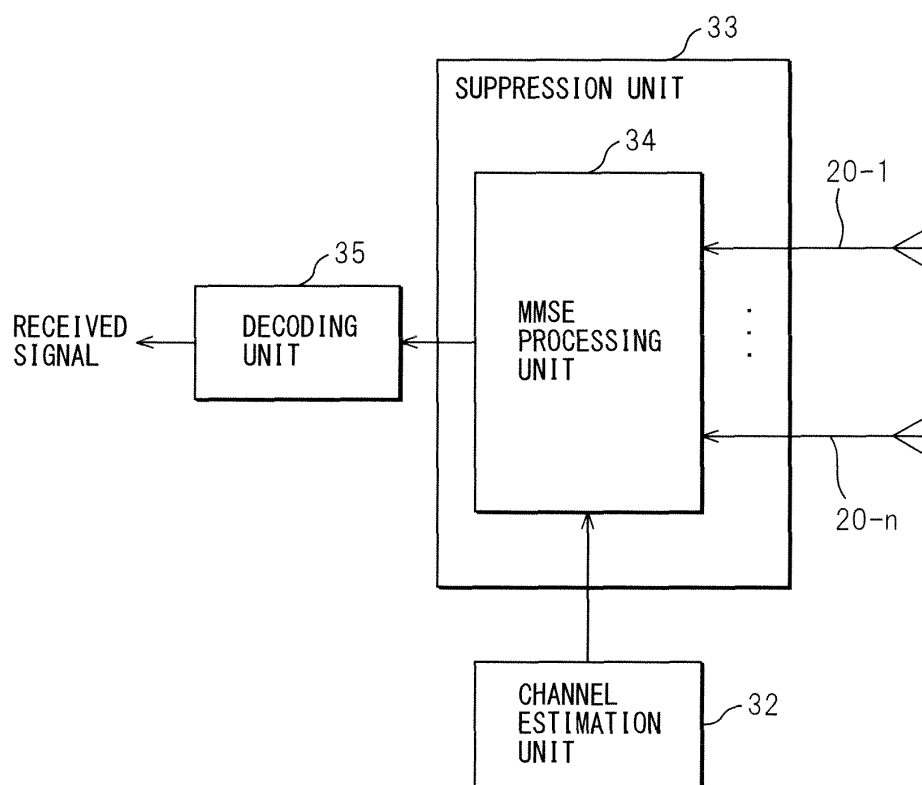 33
SUPPRESSION UNIT
34
20-1
35
MMSE
PROCESSING
UNIT
DECODING
UNIT
RECEIVED
SIGNAL
20-n
CHANNEL
ESTIMATION
UNIT
32